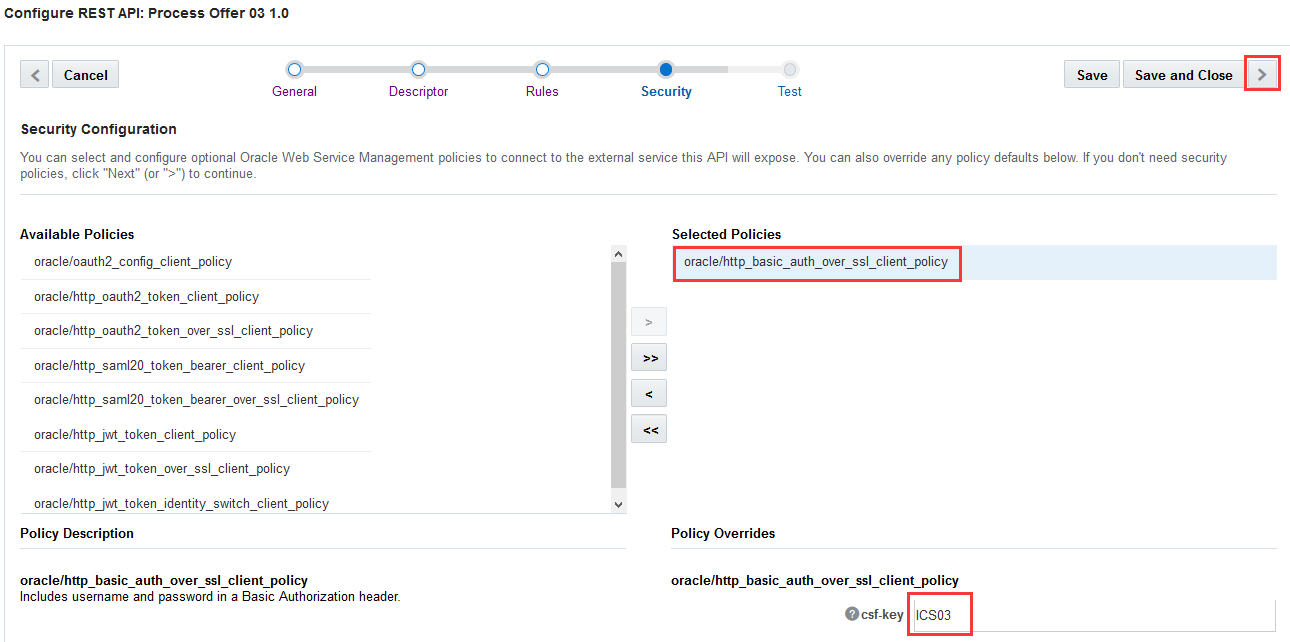 Configure REST API: Process Offer 03 1.0
Cancel
General
Descriptor
Rules
Security
Test
Save
Save and Close
Security Configuration
You can select and configure optional Oracle Web Service Management policies to connect to the external service this API will expose. You can also override any policy defaults below. If you don't need security
policies, click "Next" (or ">") to continue.
Available Policies
oracle/oauth2_config_client_policy
oracle/http_oauth2_token_client_policy
oracle/http_oauth2_token_over_ssl_client_policy
oracle/http_saml20_token_bearer_client_policy
oracle/http_saml20_token_bearer_over_ssl_client_policy
oracle/http_jwt_token_client_policy
oracle/http_jwt_token_over_ssl_client_policy
oracle/http_jwt_token_identity_switch_client_policy
>
>>
<
<<
Selected Policies
oracle/http_basic_auth_over_ssl_client_policy
Policy Description
oracle/http_basic_auth_over_ssl_client_policy
Includes username and password in a Basic Authorization header.
Policy Overrides
oracle/http_basic_auth_over_ssl_client_policy
? csf-key ICS03